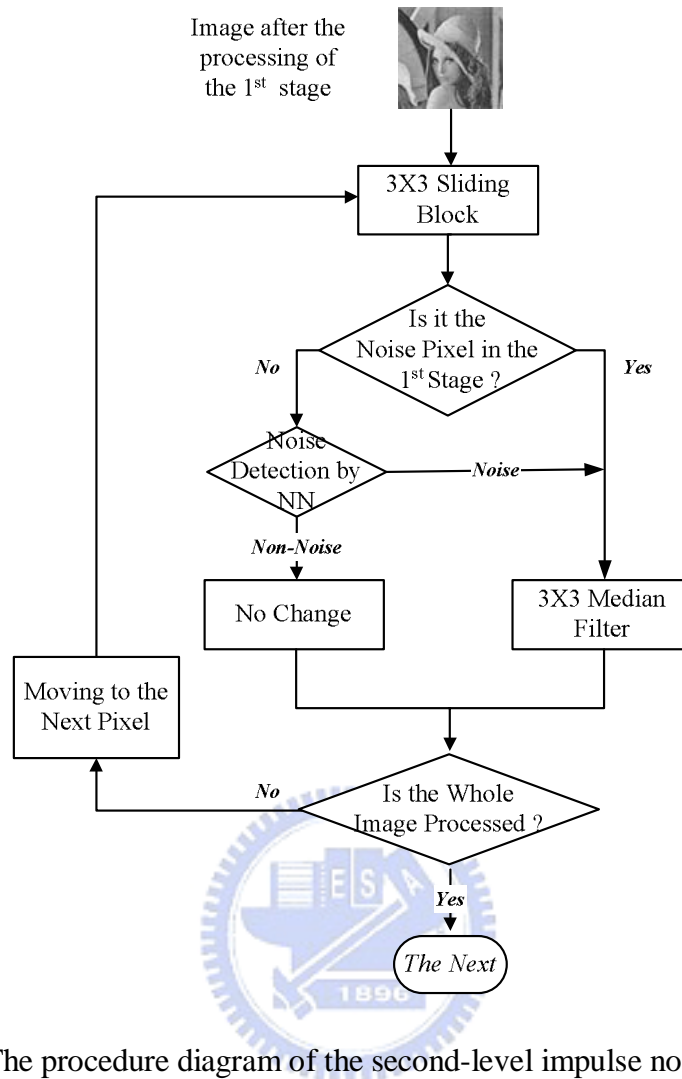 Image after the
processing of
the 1st stage
3X3 Sliding
Block
Is it the
Noise Pixel in the
1st Stage ?
No
Yes
Noise
Detection by
NN
Noise
Non-Noise
No Change
3X3 Median
Filter
Moving to the
Next Pixel
No
Is the Whole
Image Processed ?
Yes
The Next
E S A
1896
The procedure diagram of the second-level impulse no